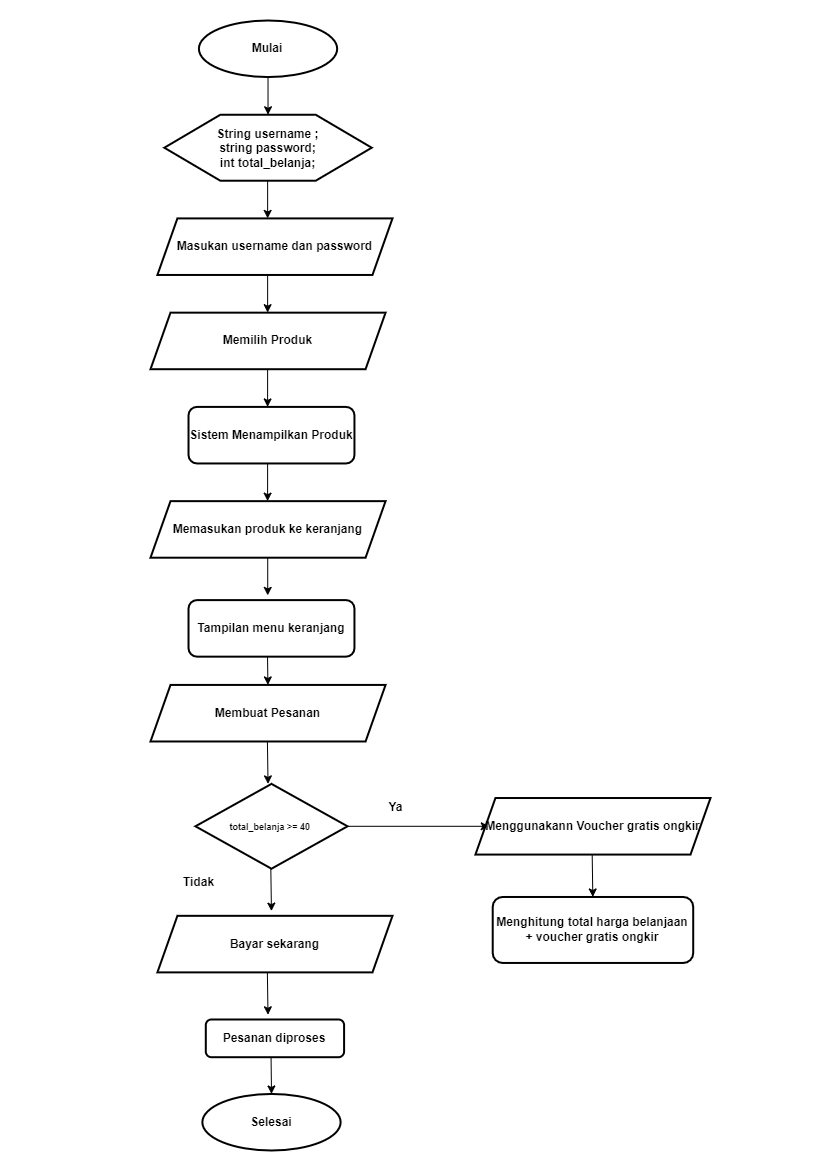 Mulai
String username ;
string password;
int total_belanja;
Masukan username dan password
Memilih Produk
Sistem Menampilkan Produk
Memasukan produk ke keranjang
Tampilan menu keranjang
Membuat Pesanan
total_belanja >= 40
Ya
Menggunakann Voucher gratis ongkir
Tidak
Menghitung total harga belanjaan
+ voucher gratis ongkir
Bayar sekarang
Pesanan diproses
Selesai